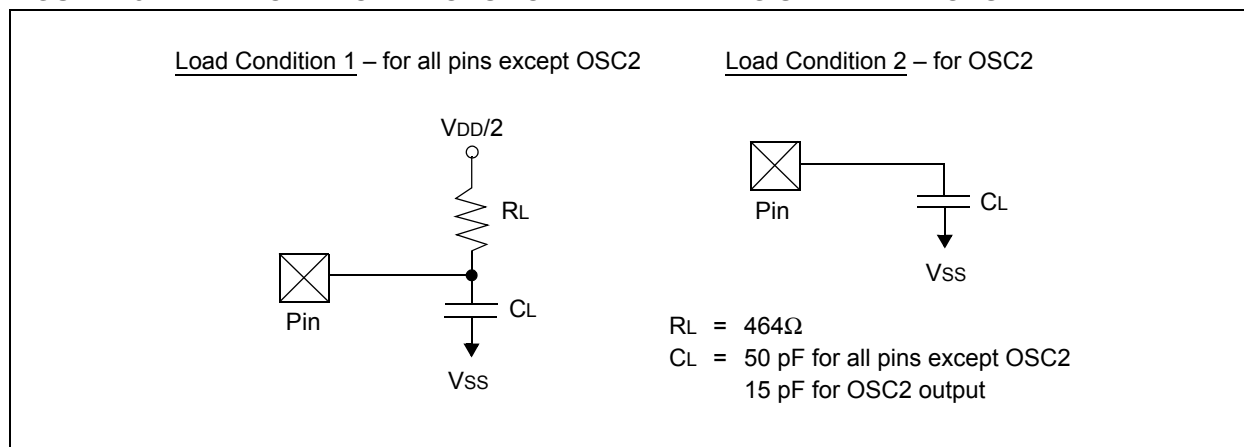 Load Condition 1 – for all pins except OSC2
Load Condition 2 – for OSC2
VDD/2
RL
Pin
CL
VSS
Pin
CL
VSS
RL = 464Ω
CL = 50 pF for all pins except OSC2
15 pF for OSC2 output